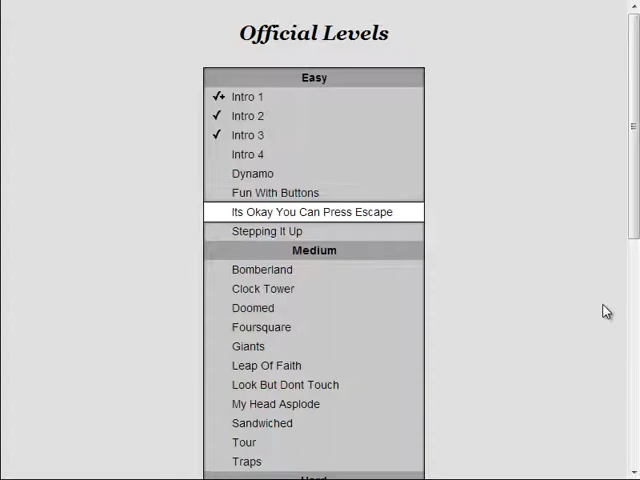 Official Levels
Easy
Intro 1
Intro 2
Intro 3
Intro 4
Dynamo
Fun With Buttons
Its Okay You Can Press Escape
Stepping It Up
Medium
Bomberland
Clock Tower
Doomed
Foursquare
Giants
Leap Of Faith
Look But Dont Touch
My Head Asplode
Sandwiched
Tour
Traps